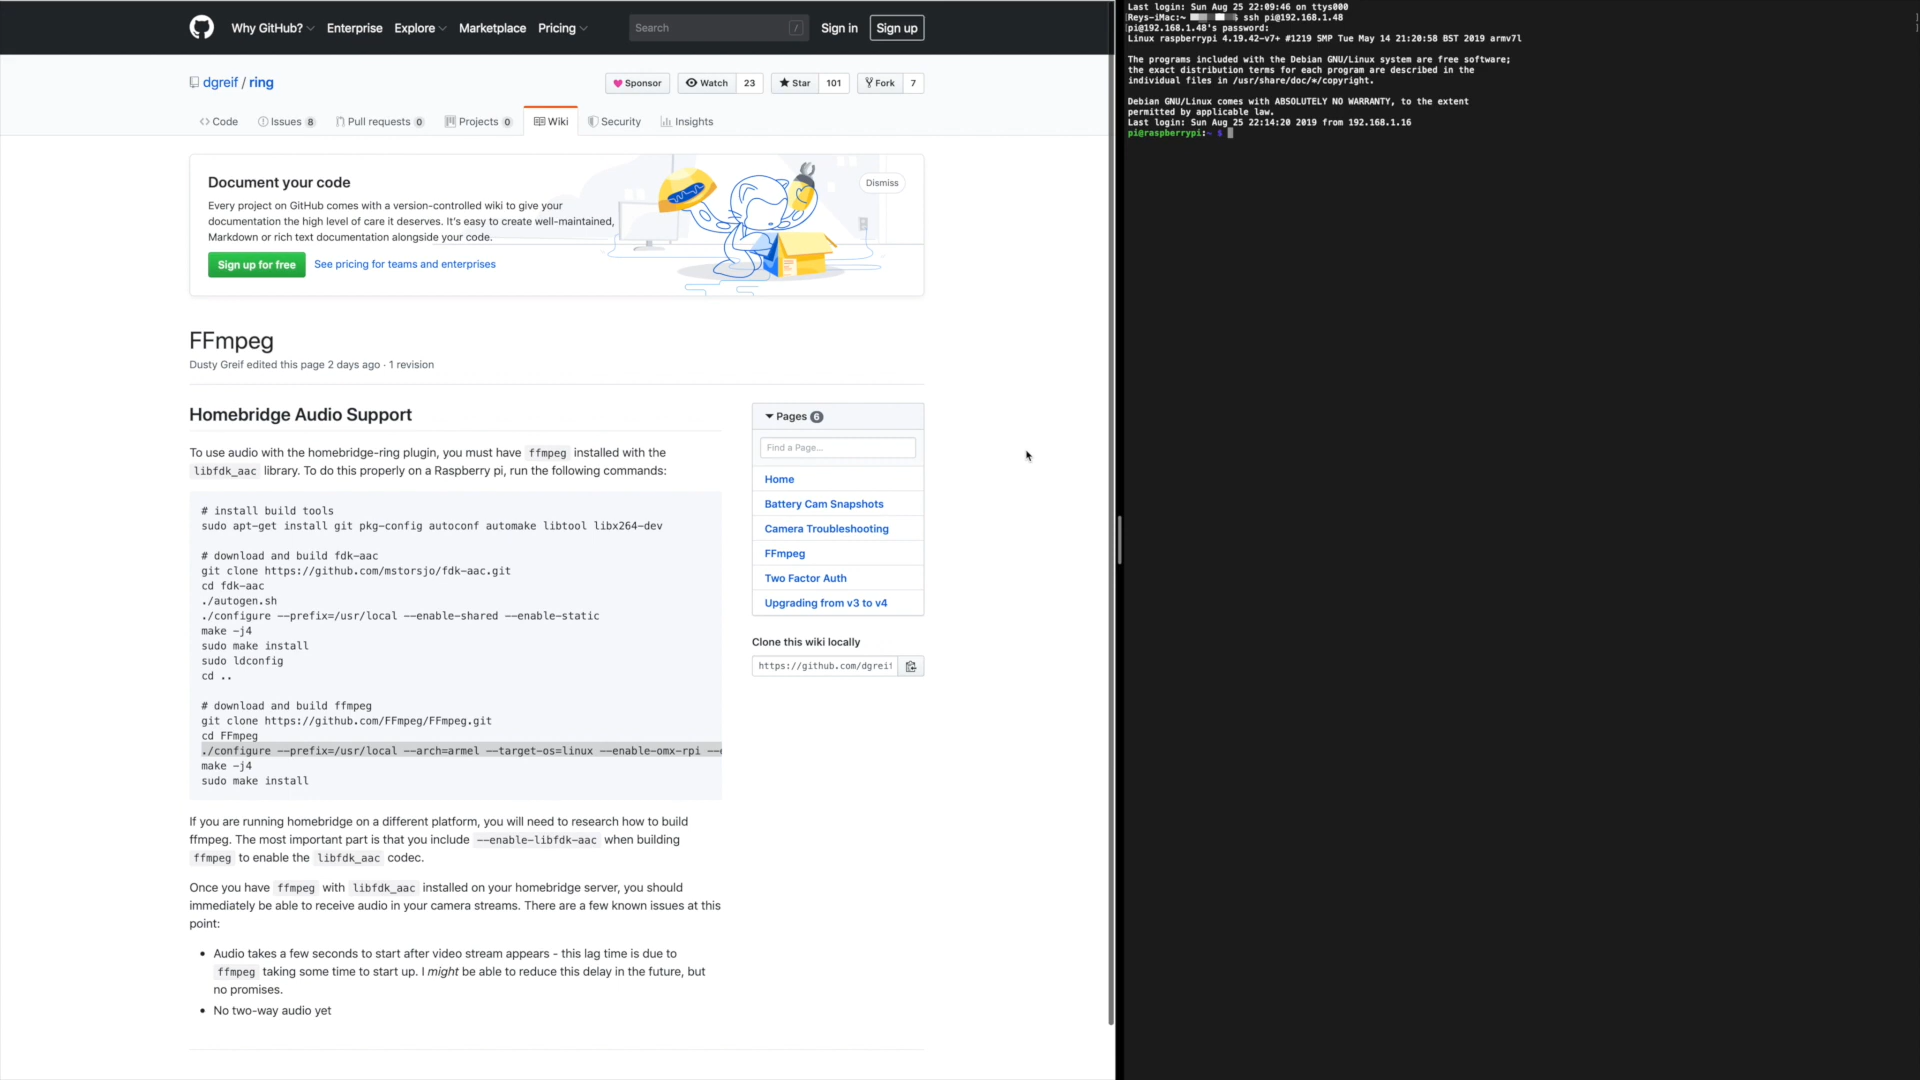 Why GitHub?
Enterprise
Explore
Marketplace
Pricing
Search
/
Sign in
Sign up
dgreif / ring
Sponsor
Watch 23
Star 101
Fork 7
Code
Issues 8
Pull requests 0
Projects 0
Wiki
Security
Insights
Document your code
Dismiss
Every project on GitHub comes with a version-controlled wiki to give your
documentation the high level of care it deserves. It's easy to create well-maintained,
Markdown or rich text documentation alongside your code.
Sign up for free
See pricing for teams and enterprises
FFmpeg
Dusty Greif edited this page 2 days ago · 1 revision
Homebridge Audio Support
To use audio with the homebridge-ring plugin, you must have ffmpeg installed with the
libfdk_aac library. To do this properly on a Raspberry pi, run the following commands:
# install build tools
sudo apt-get install git pkg-config autoconf automake libtool libx264-dev
# download and build fdk-aac
git clone https://github.com/mstorsjo/fdk-aac.git
cd fdk-aac
./autogen.sh
./configure --prefix=/usr/local --enable-shared --enable-static
make -j4
sudo make install
sudo ldconfig
cd ..
# download and build ffmpeg
git clone https://github.com/FFmpeg/FFmpeg.git
cd FFmpeg
./configure --prefix=/usr/local --arch=armel --target-os=linux --enable-omx-rpi --
make -j4
sudo make install
If you are running homebridge on a different platform, you will need to research how to build
ffmpeg. The most important part is that you include --enable-libfdk-aac when building
ffmpeg to enable the libfdk_aac codec.
Once you have ffmpeg with libfdk_aac installed on your homebridge server, you should
immediately be able to receive audio in your camera streams. There are a few known issues at this
point:
• Audio takes a few seconds to start after video stream appears - this lag time is due to
ffmpeg taking some time to start up. I might be able to reduce this delay in the future, but
no promises.
• No two-way audio yet
Pages 6
Find a Page...
Home
Battery Cam Snapshots
Camera Troubleshooting
FFmpeg
Two Factor Auth
Upgrading from v3 to v4
Clone this wiki locally
https://github.com/dgreif
Last login: Sun Aug 25 22:09:46 on ttys000
[Reys-iMac:~ $ ssh pi@192.168.1.48
[pi@192.168.1.48's password:
Linux raspberrypi 4.19.42-v7+ #1219 SMP Tue May 14 21:20:58 BST 2019 armv7l
The programs included with the Debian GNU/Linux system are free software;
the exact distribution terms for each program are described in the
individual files in /usr/share/doc/*/copyright.
Debian GNU/Linux comes with ABSOLUTELY NO WARRANTY, to the extent
permitted by applicable law.
Last login: Sun Aug 25 22:14:20 2019 from 192.168.1.16
pi@raspberrypi:~ $